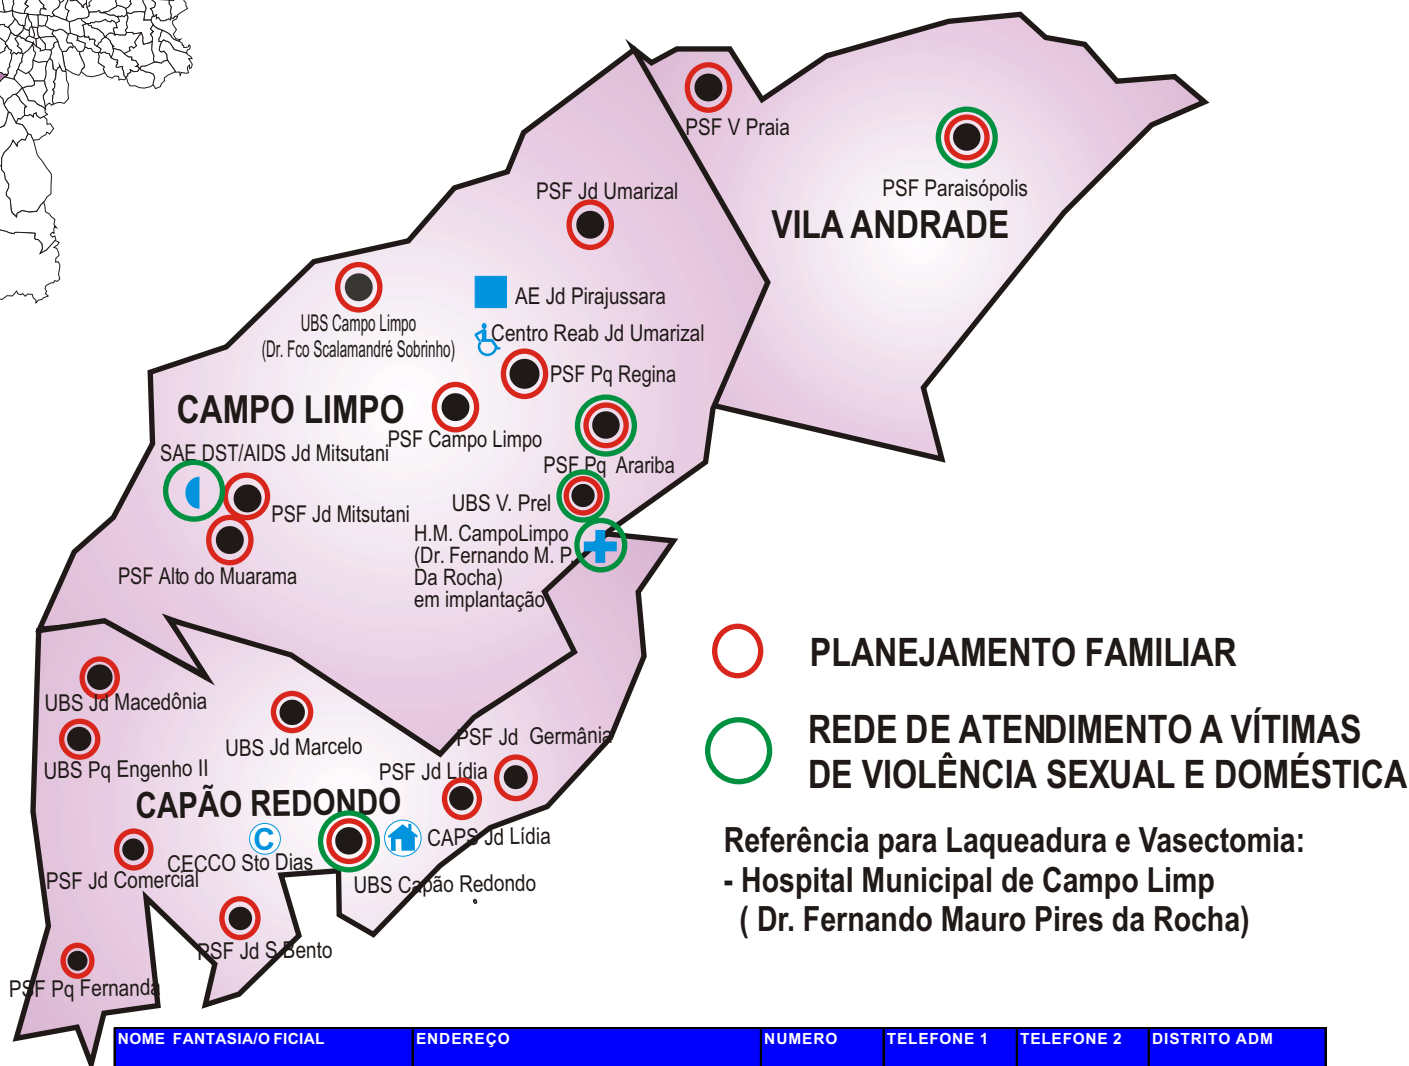 PSF V Praia
PSF Paraisópolis
VILA ANDRADE
PSF Jd Umarizal
AE Jd Pirajussara
UBS Campo Limpo
(Dr. Fco Scalamandré Sobrinho)
Centro Reab Jd Umarizal
PSF Pq Regina
CAMPO LIMPO
PSF Campo Limpo
SAE DST/AIDS Jd Mitsutani
PSF Pq Arariba
UBS V. Prel
PSF Jd Mitsutani
H.M. CampoLimpo
(Dr. Fernando M. P.
Da Rocha)
em implantação
PSF Alto do Muarama
PLANEJAMENTO FAMILIAR
REDE DE ATENDIMENTO A VÍTIMAS
DE VIOLÊNCIA SEXUAL E DOMÉSTICA
Referência para Laqueadura e Vasectomia:
- Hospital Municipal de Campo Limp
( Dr. Fernando Mauro Pires da Rocha)
UBS Jd Macedônia
UBS Jd Marcelo
PSF Jd Germânia
UBS Pq Engenho II
PSF Jd Lídia
CAPÃO REDONDO
C
CAPS Jd Lídia
CECCO Sto Dias
PSF Jd Comercial
UBS Capão Redondo
PSF Jd S Bento
PSF Pq Fernanda
NOME FANTASIA/O FICIAL ENDEREÇO NUMERO TELEFONE 1 TELEFONE 2 DISTRITO ADM